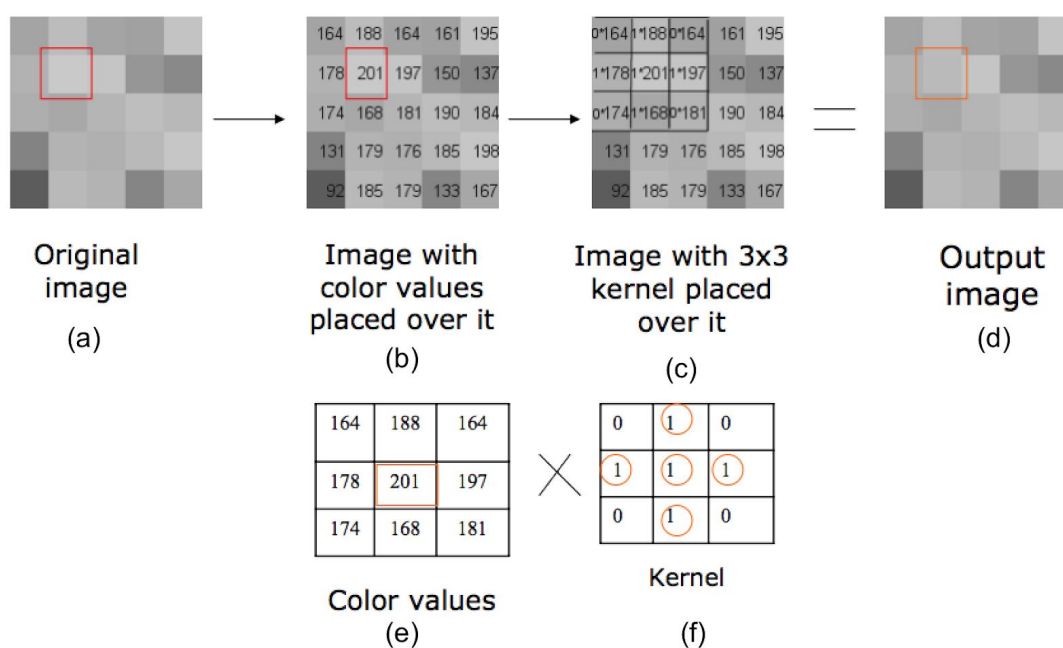 164 188 164 161 195
178 201 197 150 137
174 168 181 190 184
131 179 176 185 198
92 185 179 133 167
0*164 1*188 0*164 161 195
1*178 1*201 1*197 150 137
0*174 1*168 0*181 190 184
131 179 176 185 198
92 185 179 133 167
Original
image
(a)
Image with
color values
placed over it
(b)
Image with 3x3
kernel placed
over it
(c)
Output
image
(d)
164 188 164
178 201 197
174 168 181
Color values
(e)
0 1 0
1 1 1
0 1 0
Kernel
(f)